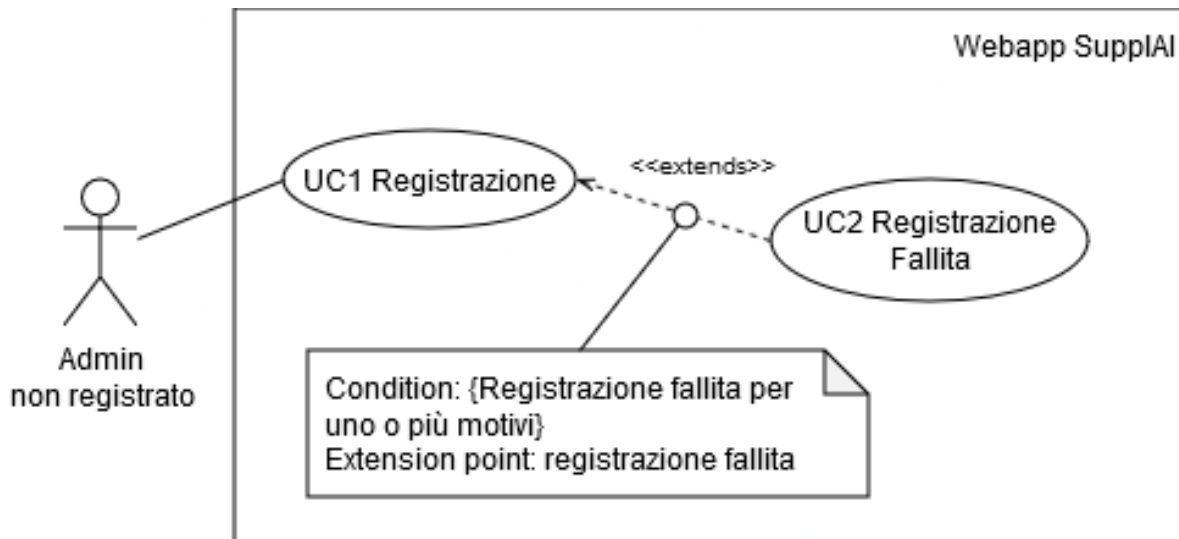 Webapp SupplAI
UC1 Registrazione
<<extends>>
UC2 Registrazione
Fallita
Admin
non registrato
Condition: {Registrazione fallita per
uno o più motivi}
Extension point: registrazione fallita